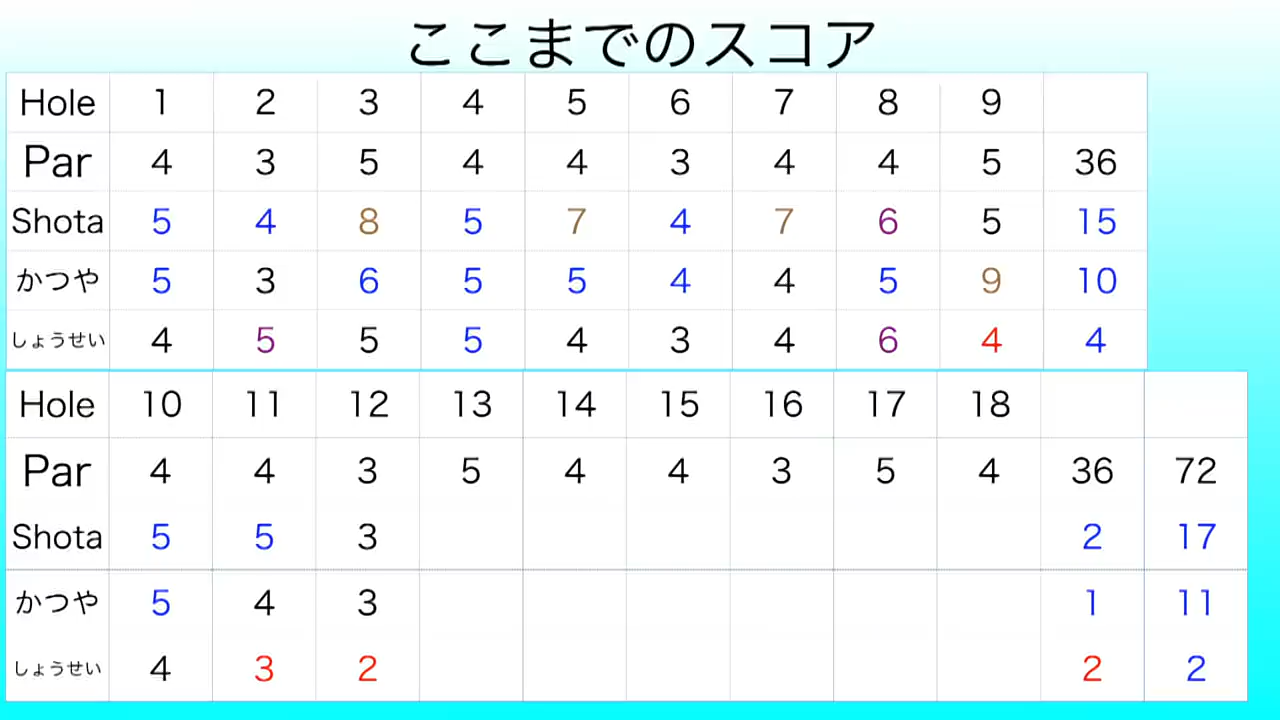 ここまでのスコア
Hole 1 2 3 4 5 6 7 8 9
Par 4 3 5 4 4 3 4 4 5 36
Shota 5 4 8 5 7 4 7 6 5 15
かつや 5 3 6 5 5 4 4 5 9 10
しょうせい 4 5 5 5 4 3 4 6 4 4
Hole 10 11 12 13 14 15 16 17 18
Par 4 4 3 5 4 4 3 5 4 36 72
Shota 5 5 3 2 17
かつや 5 4 3 1 11
しょうせい 4 3 2 2 2